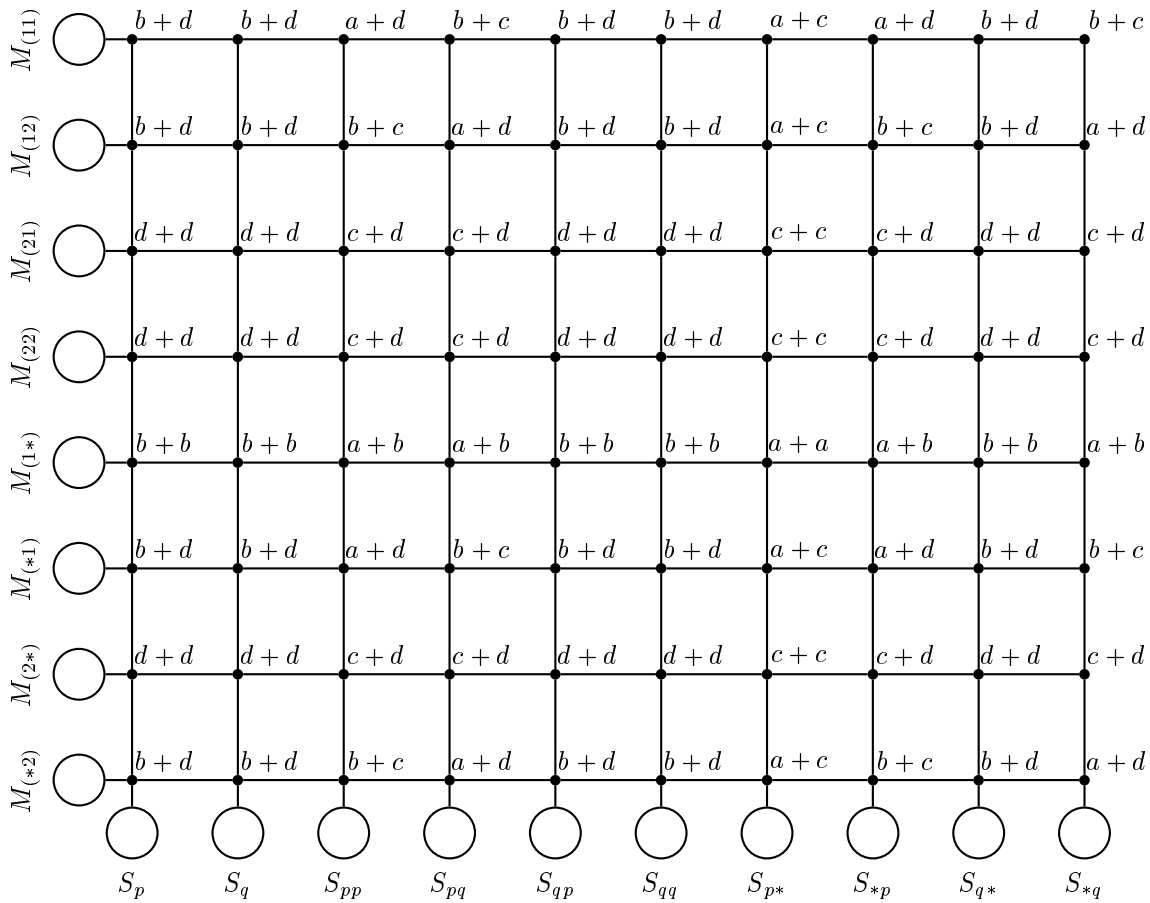 M_{(11)} b + d b + d a + d b + c b + d b + d a + c a + d b + d b + c
M_{(12)} b + d b + d b + c a + d b + d b + d a + c b + c b + d a + d
M_{(21)} d + d d + d c + d c + d d + d d + d c + c c + d d + d c + d
M_{(22)} d + d d + d c + d c + d d + d d + d c + c c + d d + d c + d
M_{(1*)} b + b b + b a + b a + b b + b b + b a + a a + b b + b a + b
M_{(*1)} b + d b + d a + d b + c b + d b + d a + c a + d b + d b + c
M_{(2*)} d + d d + d c + d c + d d + d d + d c + c c + d d + d c + d
M_{(*2)} b + d b + d b + c a + d b + d b + d a + c b + c b + d a + d
S_p S_q S_{pp} S_{pq} S_{qp} S_{qq} S_{p*} S_{*p} S_{q*} S_{*q}